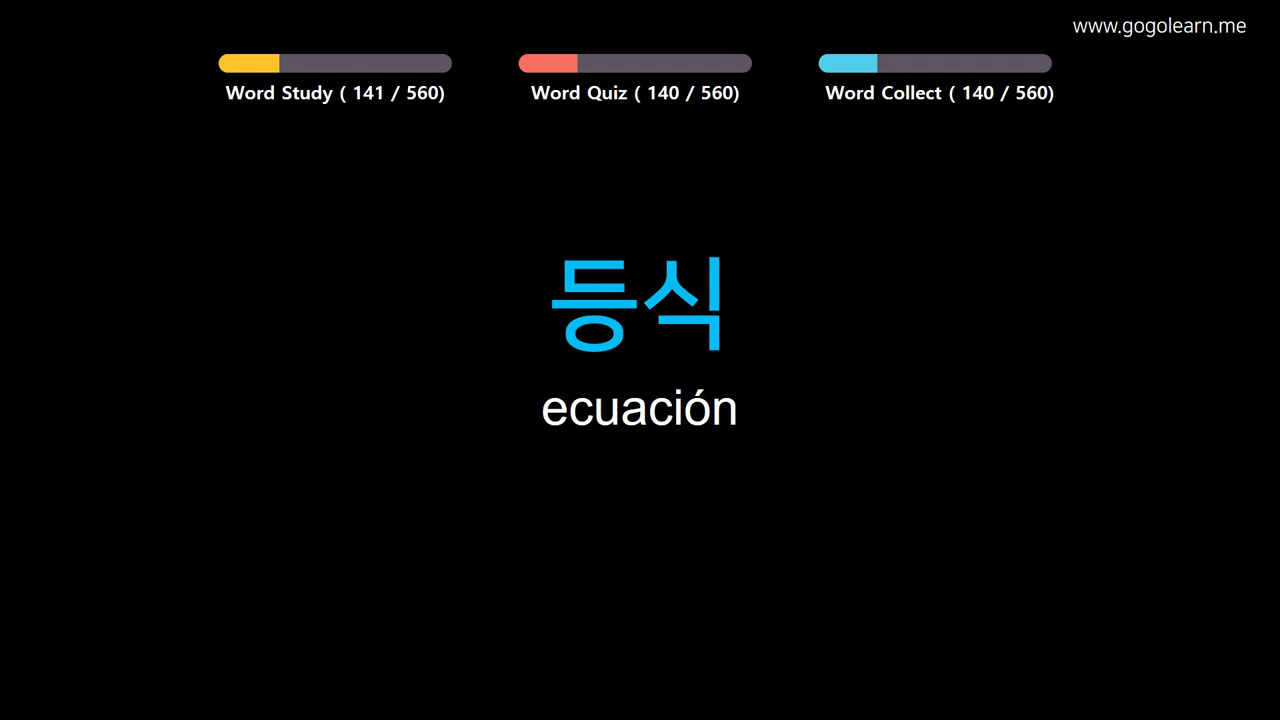 www.gogolearn.me
Word Study ( 141 / 560)
Word Quiz ( 140 / 560)
Word Collect ( 140 / 560)
등식
ecuación